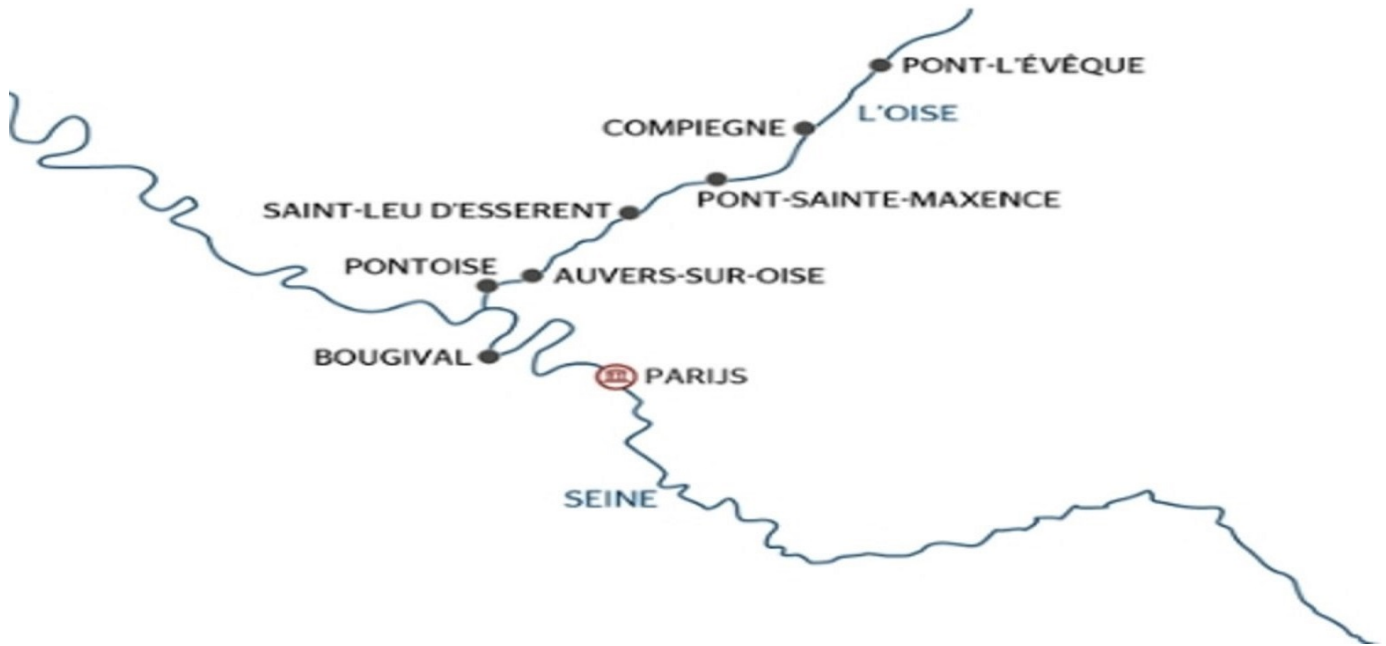 PONT-L'ÉVÊQUE
L'OISE
COMPIEGNE
PONT-SAINTE-MAXENCE
SAINT-LEU D'ESSERENT
PONTOISE
AUVERS-SUR-OISE
BOUGIVAL
PARIJS
SEINE